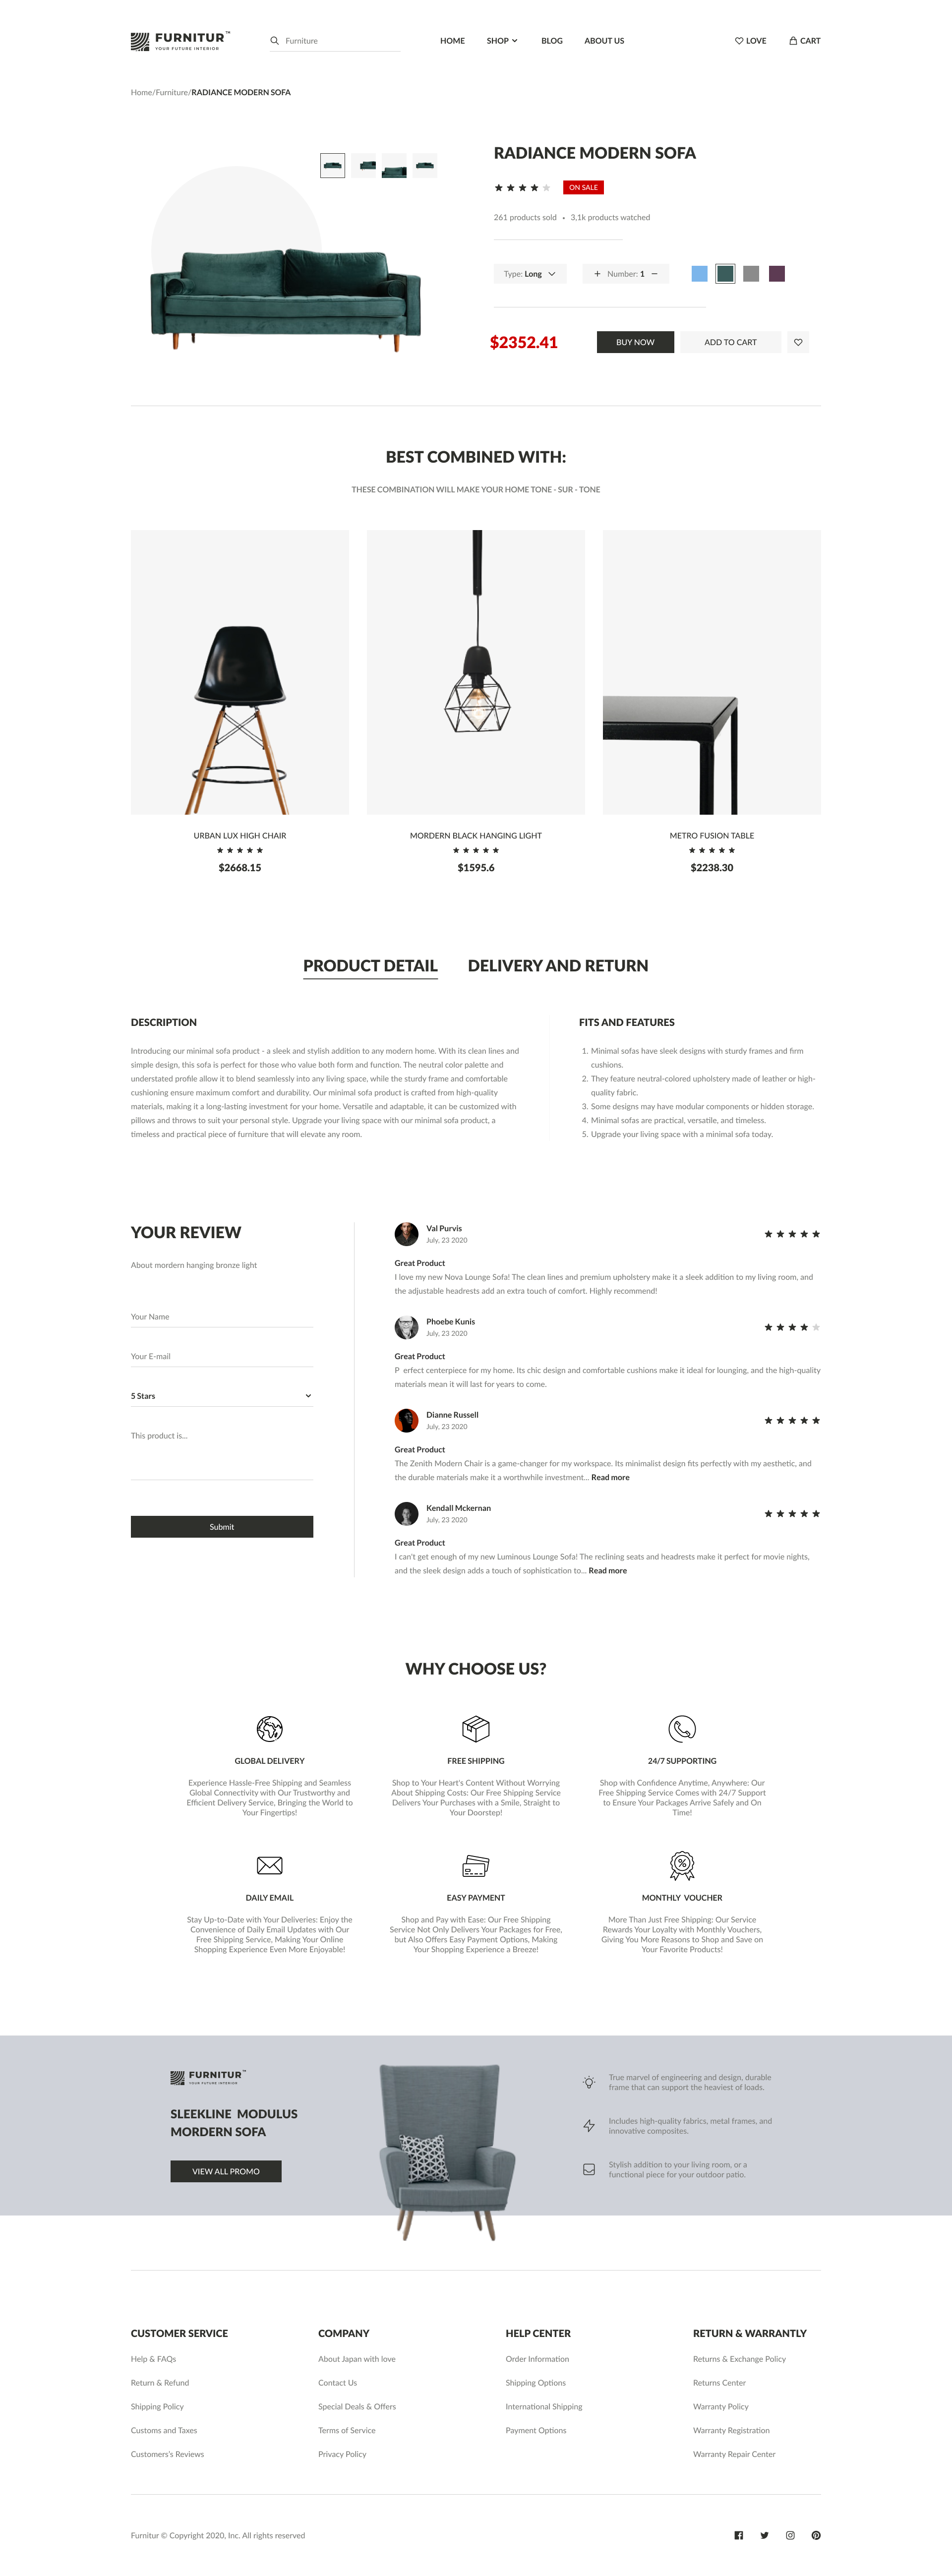 FURNITUR™
YOUR FUTURE INTERIOR
Furniture
HOME
SHOP
BLOG
ABOUT US
LOVE
CART
Home/Furniture/RADIANCE MODERN SOFA
RADIANCE MODERN SOFA
ON SALE
261 products sold • 3,1k products watched
Type: Long
+ Number: 1 −
$2352.41
BUY NOW
ADD TO CART
BEST COMBINED WITH:
THESE COMBINATION WILL MAKE YOUR HOME TONE - SUR - TONE
URBAN LUX HIGH CHAIR
$2668.15
MORDERN BLACK HANGING LIGHT
$1595.6
METRO FUSION TABLE
$2238.30
PRODUCT DETAIL
DELIVERY AND RETURN
DESCRIPTION
Introducing our minimal sofa product - a sleek and stylish addition to any modern home. With its clean lines and
simple design, this sofa is perfect for those who value both form and function. The neutral color palette and
understated profile allow it to blend seamlessly into any living space, while the sturdy frame and comfortable
cushioning ensure maximum comfort and durability. Our minimal sofa product is crafted from high-quality
materials, making it a long-lasting investment for your home. Versatile and adaptable, it can be customized with
pillows and throws to suit your personal style. Upgrade your living space with our minimal sofa product, a
timeless and practical piece of furniture that will elevate any room.
FITS AND FEATURES
1. Minimal sofas have sleek designs with sturdy frames and firm
cushions.
2. They feature neutral-colored upholstery made of leather or high-
quality fabric.
3. Some designs may have modular components or hidden storage.
4. Minimal sofas are practical, versatile, and timeless.
5. Upgrade your living space with a minimal sofa today.
YOUR REVIEW
About mordern hanging bronze light
Your Name
Your E-mail
5 Stars
This product is...
Submit
Val Purvis
July, 23 2020
Great Product
I love my new Nova Lounge Sofa! The clean lines and premium upholstery make it a sleek addition to my living room, and
the adjustable headrests add an extra touch of comfort. Highly recommend!
Phoebe Kunis
July, 23 2020
Great Product
P  erfect centerpiece for my home. Its chic design and comfortable cushions make it ideal for lounging, and the high-quality
materials mean it will last for years to come.
Dianne Russell
July, 23 2020
Great Product
The Zenith Modern Chair is a game-changer for my workspace. Its minimalist design fits perfectly with my aesthetic, and
the durable materials make it a worthwhile investment... Read more
Kendall Mckernan
July, 23 2020
Great Product
I can't get enough of my new Luminous Lounge Sofa! The reclining seats and headrests make it perfect for movie nights,
and the sleek design adds a touch of sophistication to... Read more
WHY CHOOSE US?
GLOBAL DELIVERY
Experience Hassle-Free Shipping and Seamless
Global Connectivity with Our Trustworthy and
Efficient Delivery Service, Bringing the World to
Your Fingertips!
FREE SHIPPING
Shop to Your Heart's Content Without Worrying
About Shipping Costs: Our Free Shipping Service
Delivers Your Purchases with a Smile, Straight to
Your Doorstep!
24/7 SUPPORTING
Shop with Confidence Anytime, Anywhere: Our
Free Shipping Service Comes with 24/7 Support
to Ensure Your Packages Arrive Safely and On
Time!
DAILY EMAIL
Stay Up-to-Date with Your Deliveries: Enjoy the
Convenience of Daily Email Updates with Our
Free Shipping Service, Making Your Online
Shopping Experience Even More Enjoyable!
EASY PAYMENT
Shop and Pay with Ease: Our Free Shipping
Service Not Only Delivers Your Packages for Free,
but Also Offers Easy Payment Options, Making
Your Shopping Experience a Breeze!
MONTHLY VOUCHER
More Than Just Free Shipping: Our Service
Rewards Your Loyalty with Monthly Vouchers,
Giving You More Reasons to Shop and Save on
Your Favorite Products!
FURNITUR™
YOUR FUTURE INTERIOR
SLEEKLINE MODULUS
MORDERN SOFA
VIEW ALL PROMO
True marvel of engineering and design, durable
frame that can support the heaviest of loads.
Includes high-quality fabrics, metal frames, and
innovative composites.
Stylish addition to your living room, or a
functional piece for your outdoor patio.
CUSTOMER SERVICE
Help & FAQs
Return & Refund
Shipping Policy
Customs and Taxes
Customers's Reviews
COMPANY
About Japan with love
Contact Us
Special Deals & Offers
Terms of Service
Privacy Policy
HELP CENTER
Order Information
Shipping Options
International Shipping
Payment Options
RETURN & WARRANTLY
Returns & Exchange Policy
Returns Center
Warranty Policy
Warranty Registration
Warranty Repair Center
Furnitur © Copyright 2020, Inc. All rights reserved